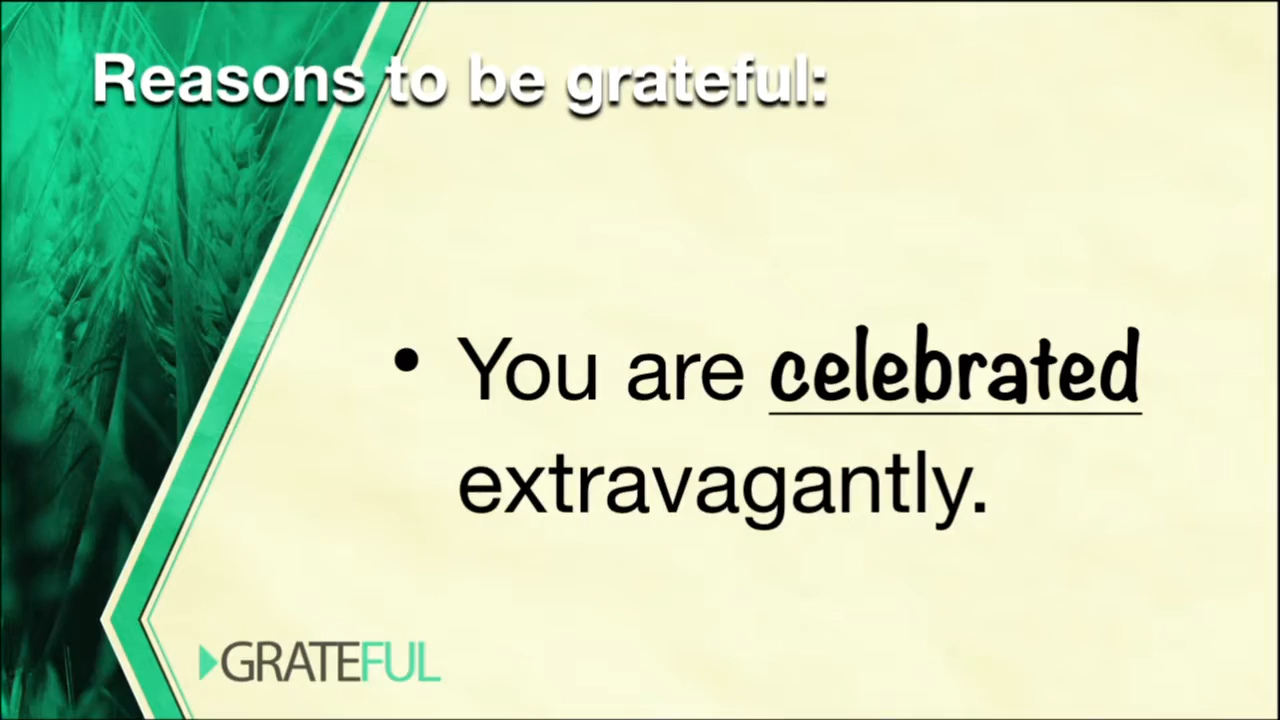 Reasons to be grateful:
• You are celebrated
extravagantly.
GRATEFUL